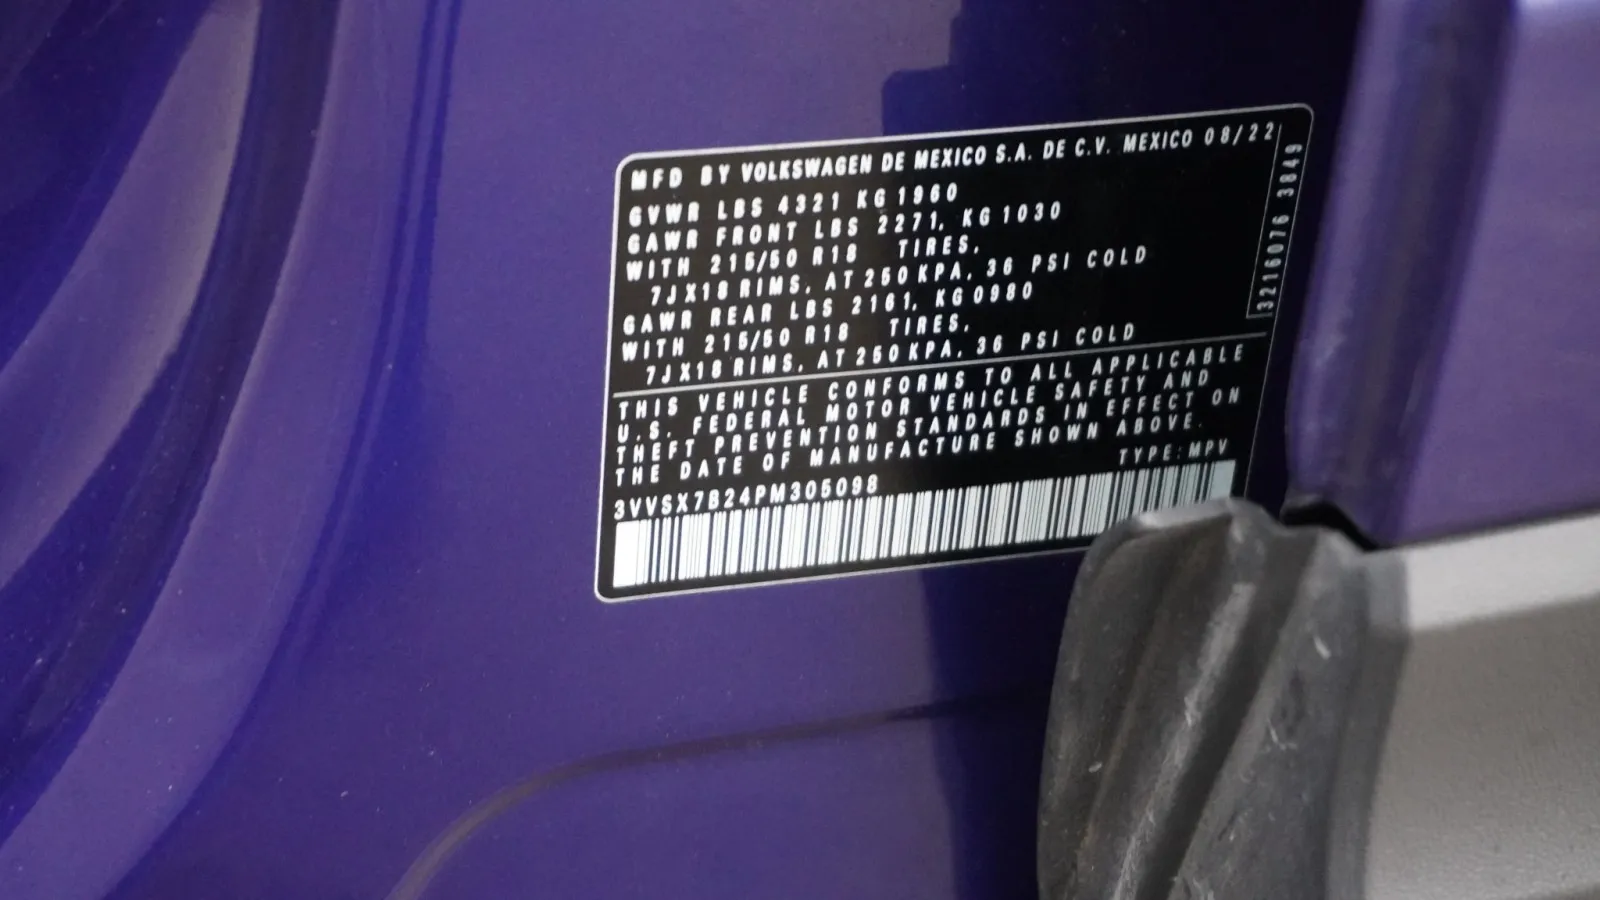 MFD BY VOLKSWAGEN DE MEXICO S.A. DE C.V. MEXICO 08/22
GVWR LBS 4321 KG 1960
GAWR FRONT LBS 2271, KG 1030
WITH 215/50 R18 TIRES,
7JX18 RIMS, AT 250 KPA, 36 PSI COLD
GAWR REAR LBS 2161, KG 0980
WITH 215/50 R18 TIRES,
7JX18 RIMS, AT 250 KPA, 36 PSI COLD
THIS VEHICLE CONFORMS TO ALL APPLICABLE
U.S. FEDERAL MOTOR VEHICLE SAFETY AND
THEFT PREVENTION STANDARDS IN EFFECT ON
THE DATE OF MANUFACTURE SHOWN ABOVE.
TYPE: MPV
3VVSX7B24PM305098
3216076 3849